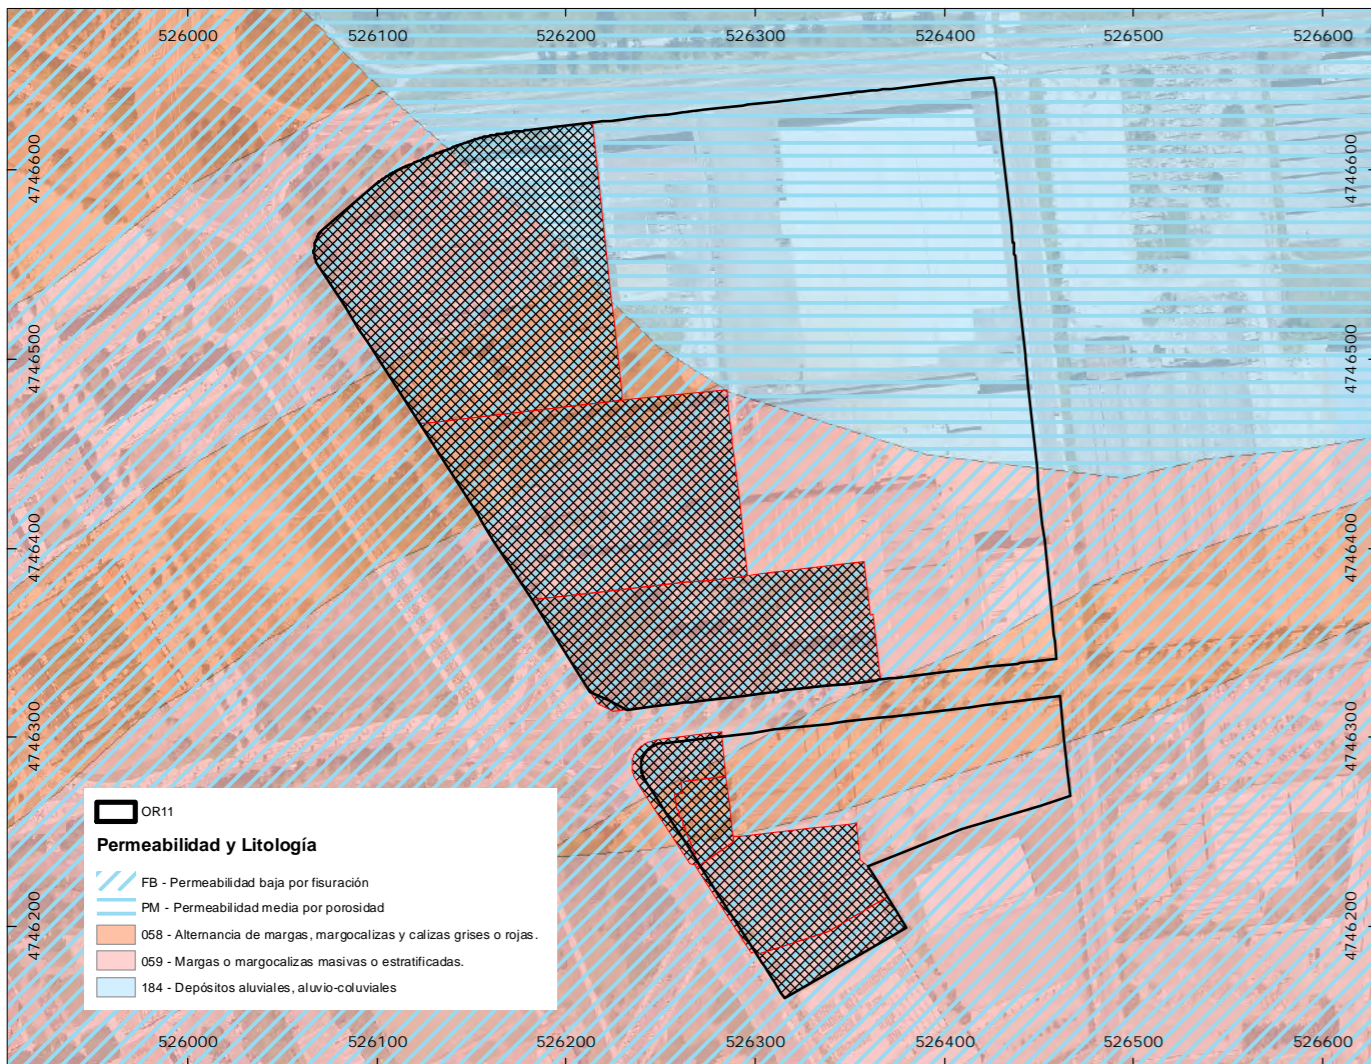 526000 526100 526200 526300 526400 526500 526600
4746600 4746600
4746500 4746500
4746400 4746400
4746300 4746300
4746200 4746200
OR11
Permeabilidad y Litología
FB - Permeabilidad baja por fisuración
PM - Permeabilidad media por porosidad
058 - Alternancia de margas, margocalizas y calizas grises o rojas.
059 - Margas o margocalizas masivas o estratificadas.
184 - Depósitos aluviales, aluvio-coluviales
526000 526100 526200 526300 526400 526500 526600